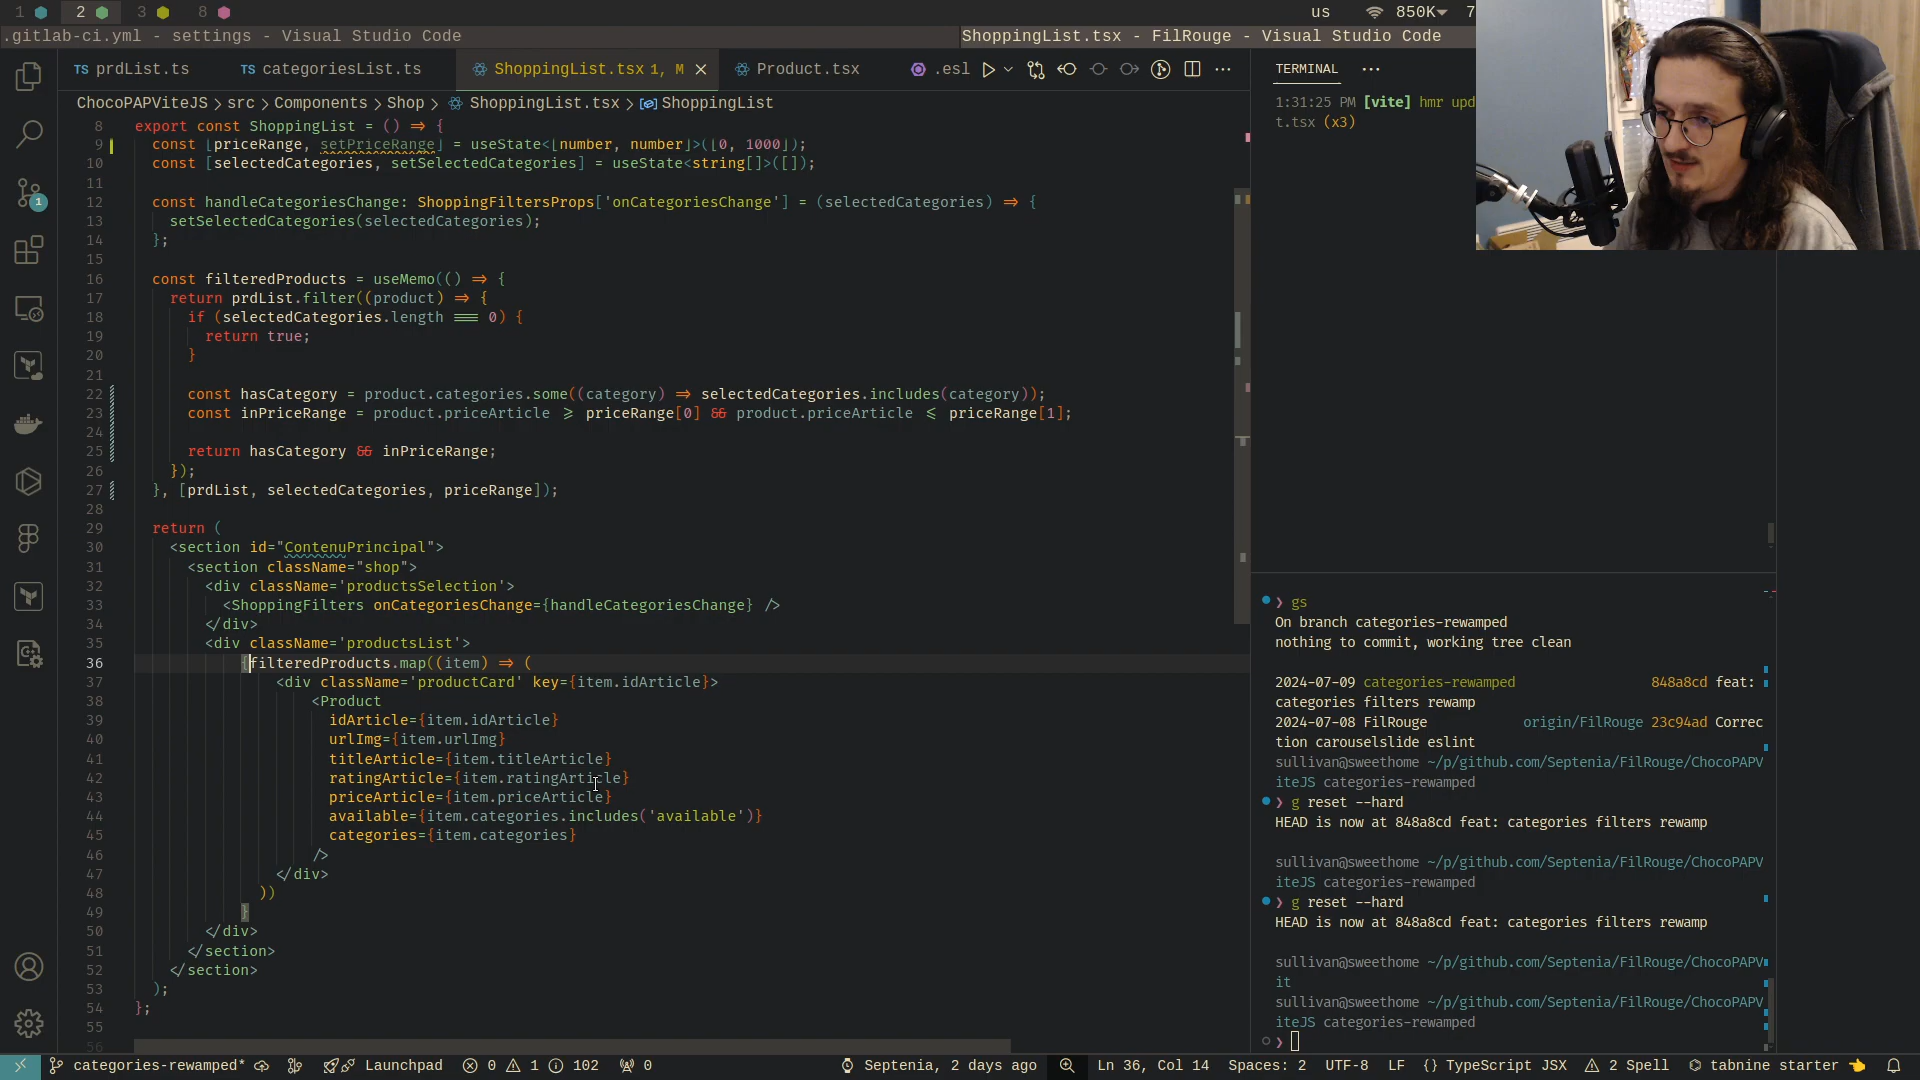 1 2 3 8 us 850K 7
.gitlab-ci.yml - settings - Visual Studio Code
ShoppingList.tsx - FilRouge - Visual Studio Code
TS prdList.ts TS categoriesList.ts ShoppingList.tsx 1, M Product.tsx .esl
ChocoPAPViteJS > src > Components > Shop > ShoppingList.tsx > ShoppingList
8 export const ShoppingList = () => {
9 const [priceRange, setPriceRange] = useState<[number, number]>([0, 1000]);
10 const [selectedCategories, setSelectedCategories] = useState<string[]>([]);
11
12 const handleCategoriesChange: ShoppingFiltersProps['onCategoriesChange'] = (selectedCategories) => {
13 setSelectedCategories(selectedCategories);
14 };
15
16 const filteredProducts = useMemo(() => {
17 return prdList.filter((product) => {
18 if (selectedCategories.length === 0) {
19 return true;
20 }
21
22 const hasCategory = product.categories.some((category) => selectedCategories.includes(category));
23 const inPriceRange = product.priceArticle >= priceRange[0] && product.priceArticle <= priceRange[1];
24
25 return hasCategory && inPriceRange;
26 });
27 }, [prdList, selectedCategories, priceRange]);
28
29 return (
30 <section id="ContenuPrincipal">
31 <section className="shop">
32 <div className='productsSelection'>
33 <ShoppingFilters onCategoriesChange={handleCategoriesChange} />
34 </div>
35 <div className='productsList'>
36 {filteredProducts.map((item) => (
37 <div className='productCard' key={item.idArticle}>
38 <Product
39 idArticle={item.idArticle}
40 urlImg={item.urlImg}
41 titleArticle={item.titleArticle}
42 ratingArticle={item.ratingArticle}
43 priceArticle={item.priceArticle}
44 available={item.categories.includes('available')}
45 categories={item.categories}
46 />
47 </div>
48 ))
49 }
50 </div>
51 </section>
52 </section>
53 );
54 };
55
56
TERMINAL
1:31:25 PM [vite] hmr upd
t.tsx (x3)
❯ gs
On branch categories-rewamped
nothing to commit, working tree clean
2024-07-09 categories-rewamped 848a8cd feat:
categories filters rewamp
2024-07-08 FilRouge origin/FilRouge 23c94ad Correc
tion carouselslide eslint
sullivan@sweethome ~/p/github.com/Septenia/FilRouge/ChocoPAPV
iteJS categories-rewamped
❯ g reset --hard
HEAD is now at 848a8cd feat: categories filters rewamp
sullivan@sweethome ~/p/github.com/Septenia/FilRouge/ChocoPAPV
iteJS categories-rewamped
❯ g reset --hard
HEAD is now at 848a8cd feat: categories filters rewamp
sullivan@sweethome ~/p/github.com/Septenia/FilRouge/ChocoPAPV
it
sullivan@sweethome ~/p/github.com/Septenia/FilRouge/ChocoPAPV
iteJS categories-rewamped
❯
1
categories-rewamped* Launchpad 0 1 102 0 Septenia, 2 days ago Ln 36, Col 14 Spaces: 2 UTF-8 LF {} TypeScript JSX 2 Spell tabnine starter 👈